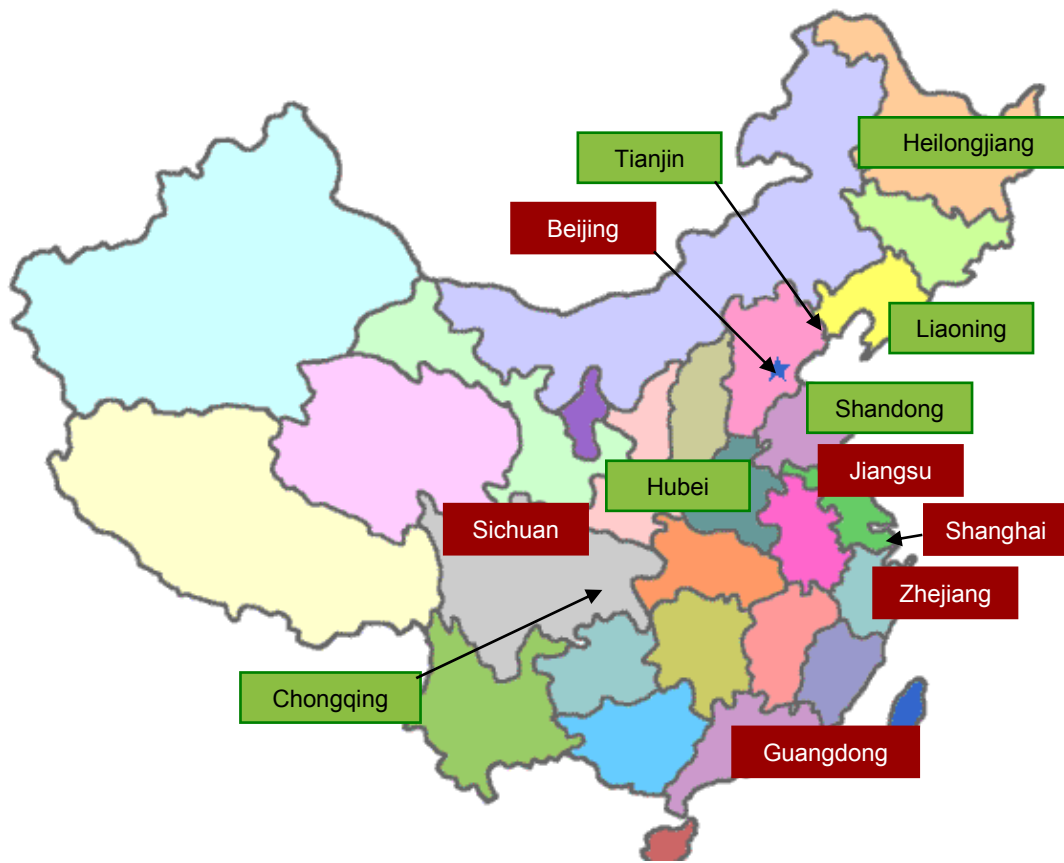 Heilongjiang
Tianjin
Beijing
Liaoning
Shandong
Jiangsu
Hubei
Sichuan
Shanghai
Zhejiang
Chongqing
Guangdong